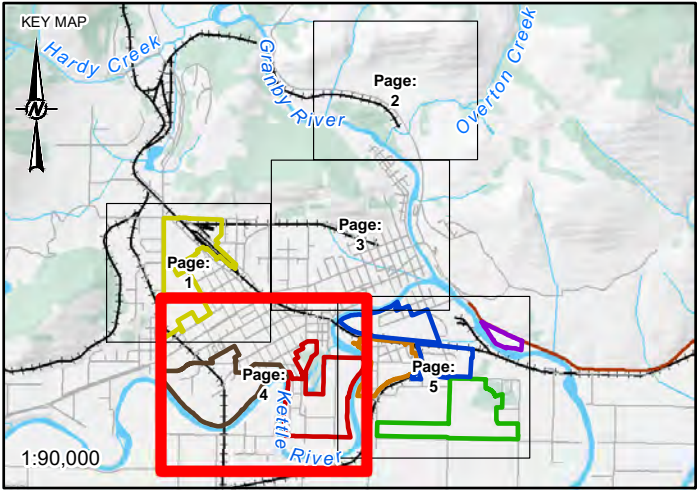 KEY MAP
Hardy Creek
Granby River
Overton Creek
N
Page:
2
Page:
3
Page:
1
Page:
4
Page:
5
Kettle River
1:90,000